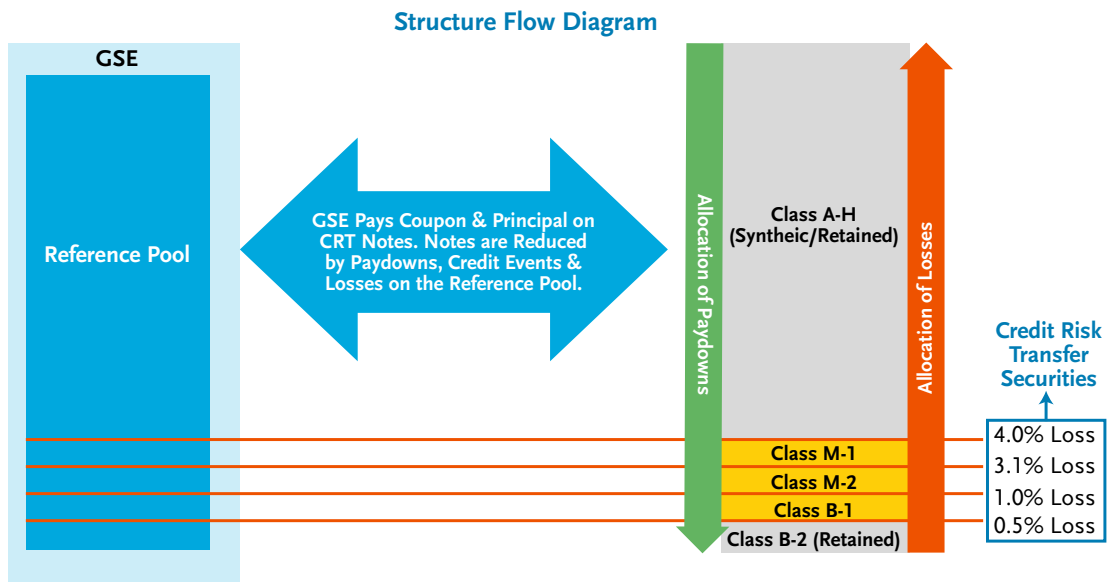 Structure Flow Diagram
GSE
Reference Pool
GSE Pays Coupon & Principal on
CRT Notes. Notes are Reduced
by Paydowns, Credit Events &
Losses on the Reference Pool.
Allocation of Paydowns
Class A-H
(Syntheic/Retained)
Allocation of Losses
Class M-1
Class M-2
Class B-1
Class B-2 (Retained)
Credit Risk
Transfer
Securities
4.0% Loss
3.1% Loss
1.0% Loss
0.5% Loss